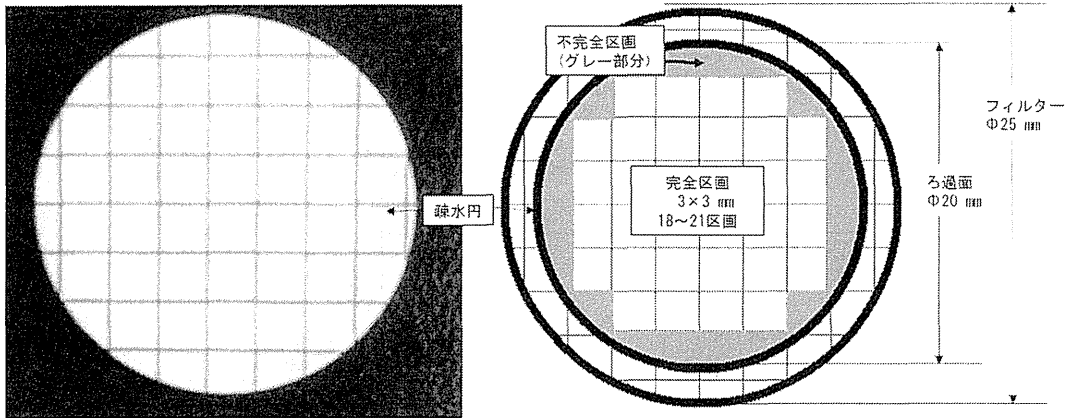 不完全区画
(グレー部分)
フィルター
Φ25 mm
ろ過面
Φ20 mm
完全区画
3×3 mm
18～21区画
疎水円